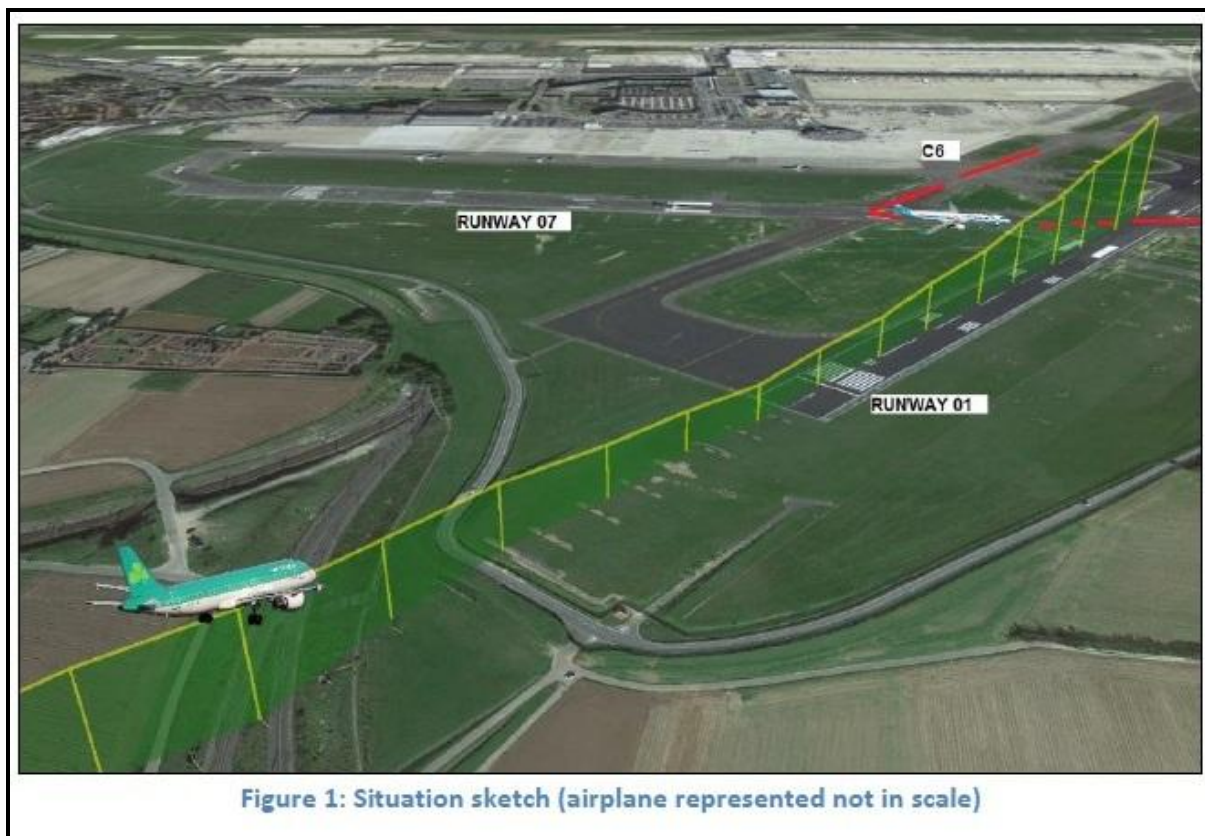 C6
RUNWAY 07
RUNWAY 01
Figure 1: Situation sketch (airplane represented not in scale)